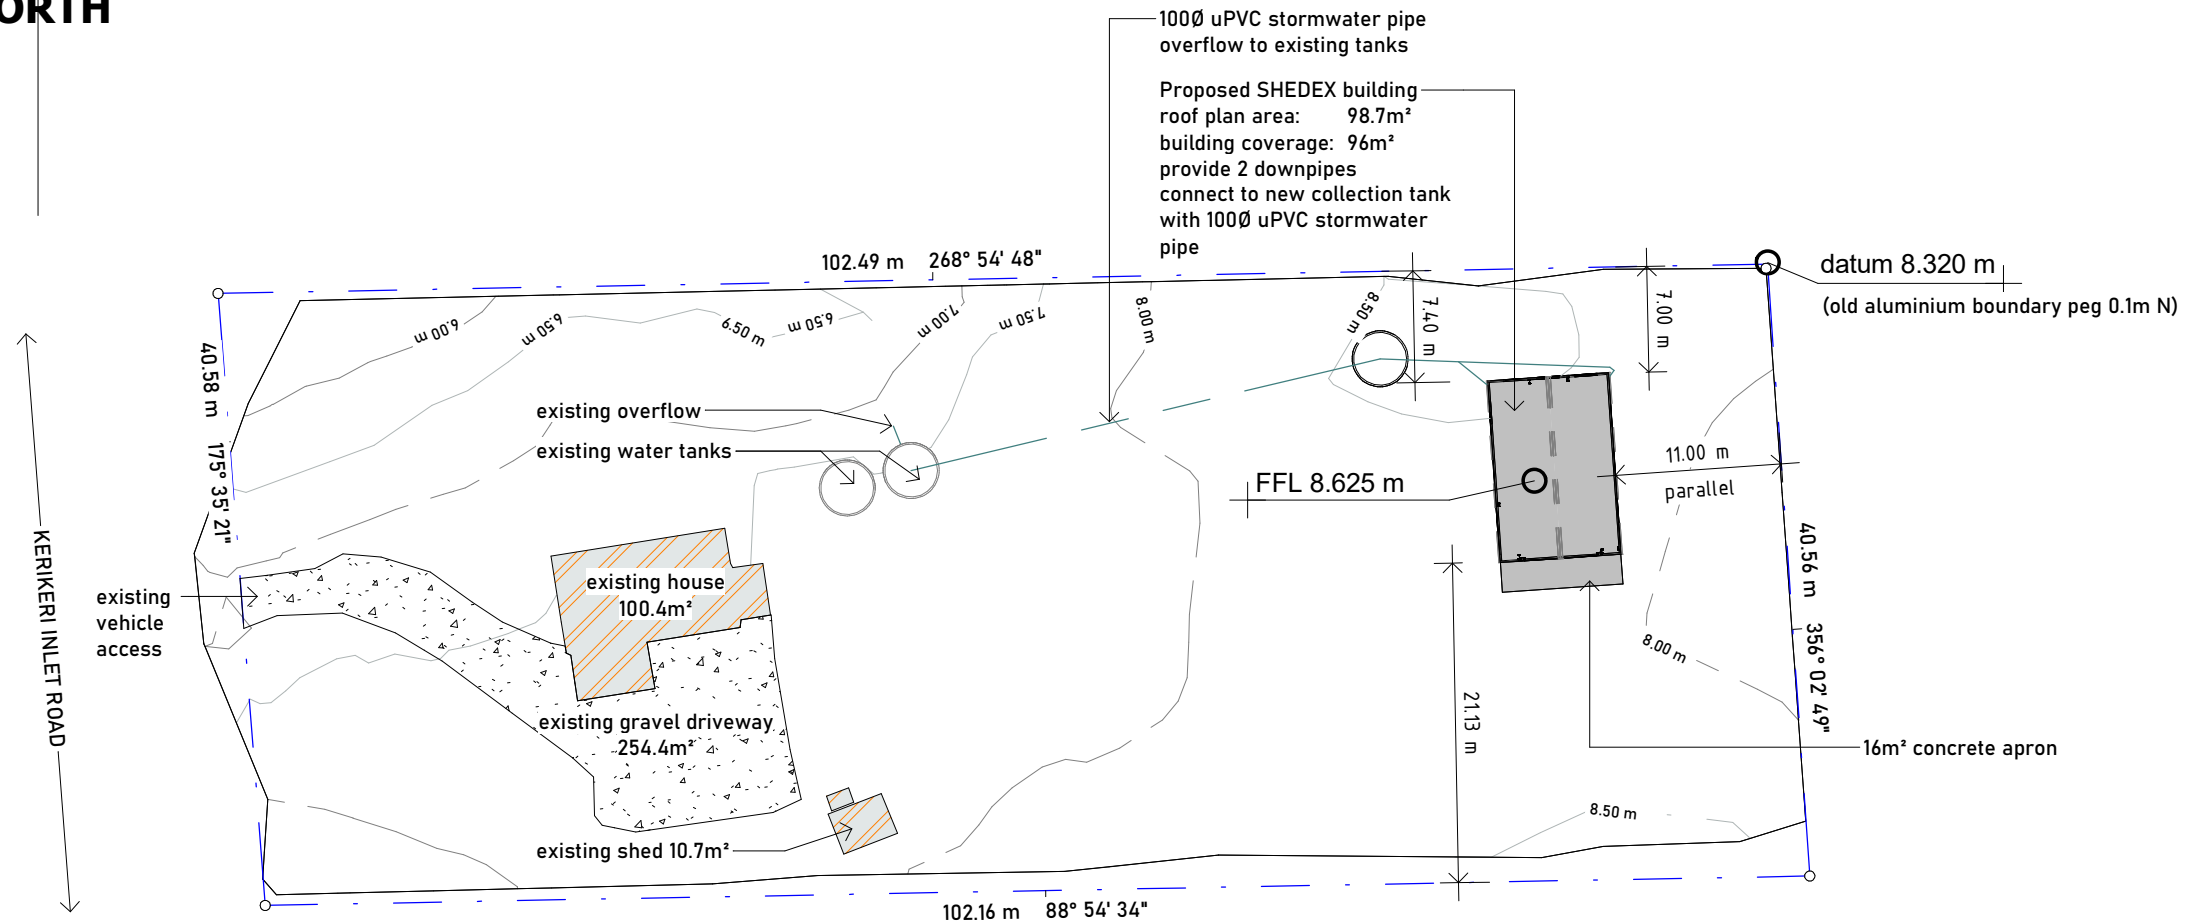 ORTH
100Ø uPVC stormwater pipe
overflow to existing tanks
Proposed SHEDEX building
roof plan area: 98.7m²
building coverage: 96m²
provide 2 downpipes
connect to new collection tank
with 100Ø uPVC stormwater
pipe
102.49 m 268° 54' 48"
datum 8.320 m
(old aluminium boundary peg 0.1m N)
6.00 m
6.50 m
6.50 m
6.50 m
7.00 m
7.50 m
8.00 m
8.50 m
7.40 m
7.00 m
40.58 m 175° 35' 21"
existing overflow
existing water tanks
11.00 m
parallel
FFL 8.625 m
KERIKERI INLET ROAD
existing
vehicle
access
existing house
100.4m²
40.56 m 356° 02' 49"
8.00 m
existing gravel driveway
254.4m²
21.13 m
16m² concrete apron
8.50 m
existing shed 10.7m²
102.16 m 88° 54' 34"